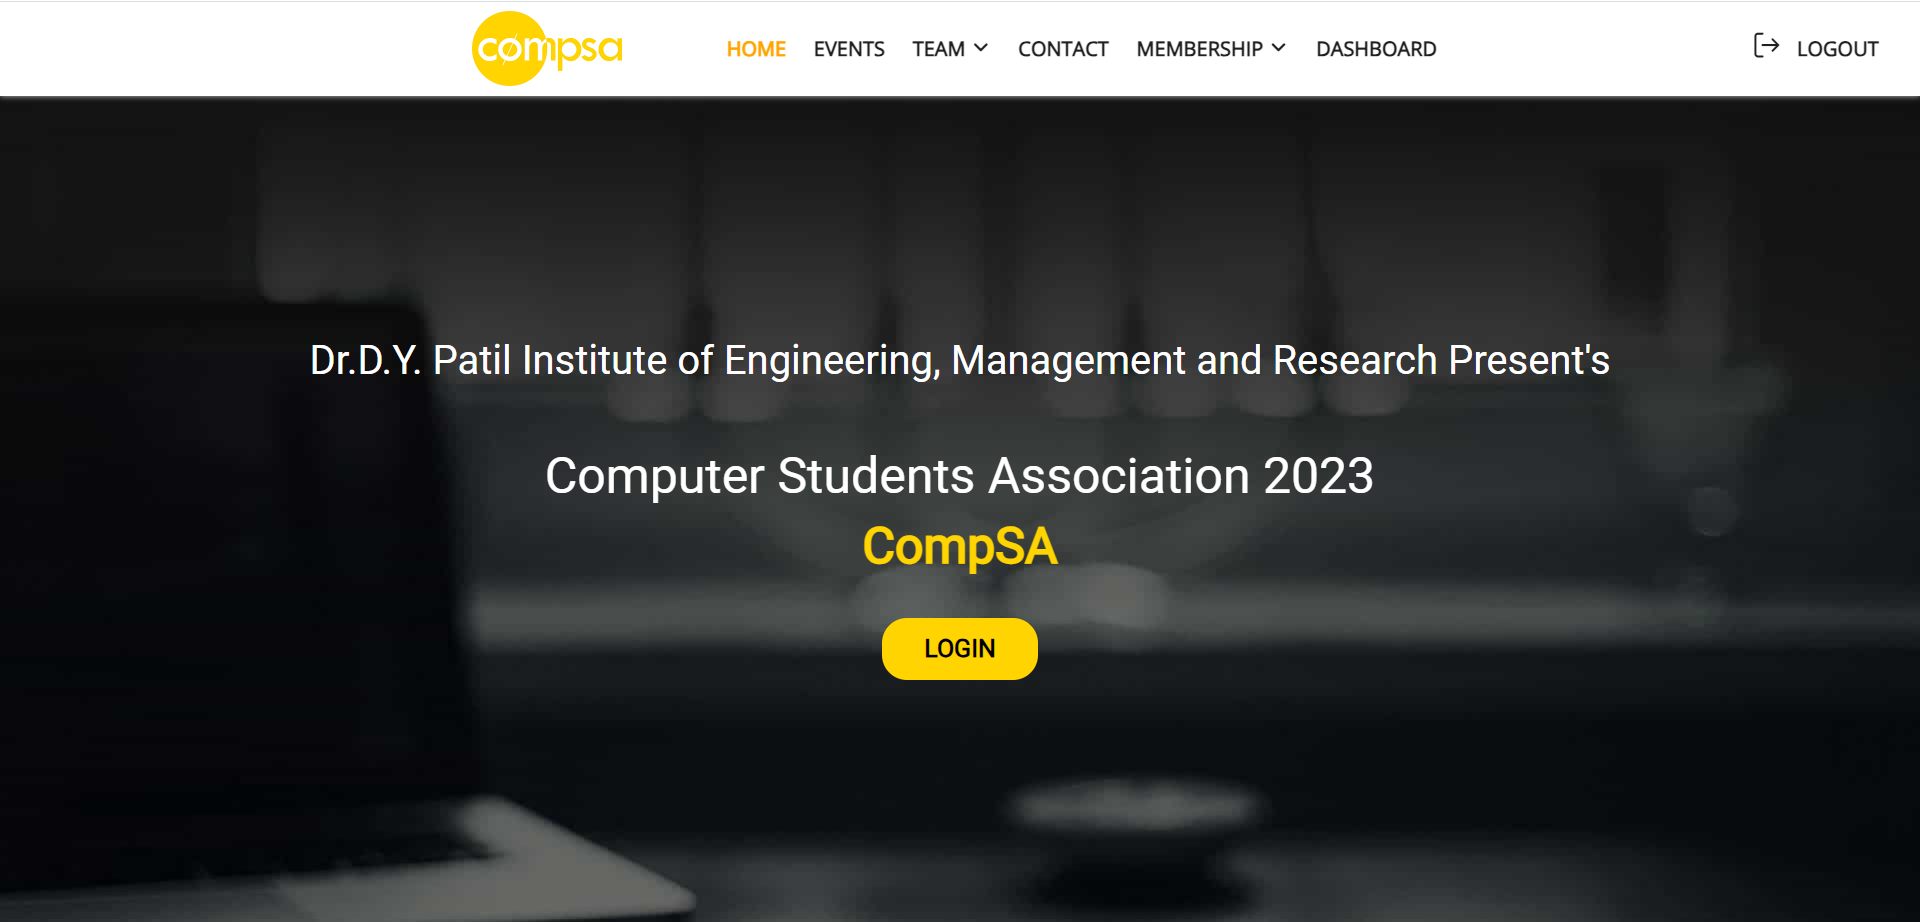 compsa
HOME EVENTS TEAM CONTACT MEMBERSHIP DASHBOARD LOGOUT
Dr.D.Y. Patil Institute of Engineering, Management and Research Present's
Computer Students Association 2023
CompSA
LOGIN